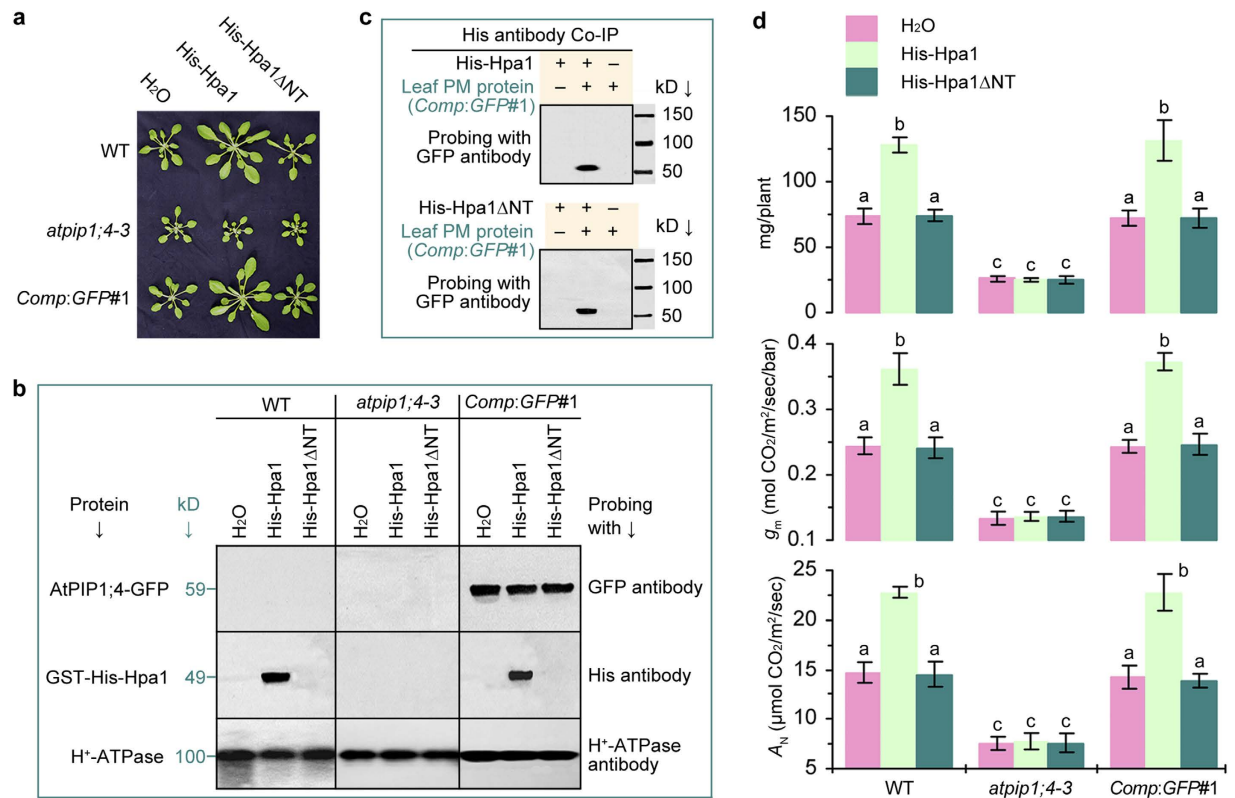 a
H₂O
His-Hpa1
His-Hpa1ΔNT
WT
atpip1;4-3
Comp:GFP#1
b
WT
atpip1;4-3
Comp:GFP#1
Protein
↓
kD
↓
H₂O
His-Hpa1
His-Hpa1ΔNT
H₂O
His-Hpa1
His-Hpa1ΔNT
H₂O
His-Hpa1
His-Hpa1ΔNT
Probing
with ↓
AtPIP1;4-GFP
59
GFP antibody
GST-His-Hpa1
49
His antibody
H⁺-ATPase
100
H⁺-ATPase
antibody
c
His antibody Co-IP
His-Hpa1
+ + –
Leaf PM protein
– + +
kD ↓
(Comp:GFP#1)
Probing with
GFP antibody
150
100
50
His-Hpa1ΔNT
+ + –
Leaf PM protein
– + +
kD ↓
(Comp:GFP#1)
Probing with
GFP antibody
150
100
50
d
H₂O
His-Hpa1
His-Hpa1ΔNT
mg/plant
150
100
50
0
a b a
c c c
a b a
gm (mol CO₂/m²/sec/bar)
0.4
0.3
0.2
0.1
a b a
c c c
a b a
AN (µmol CO₂/m²/sec)
25
20
15
10
5
a b a
c c c
a b a
WT
atpip1;4-3
Comp:GFP#1